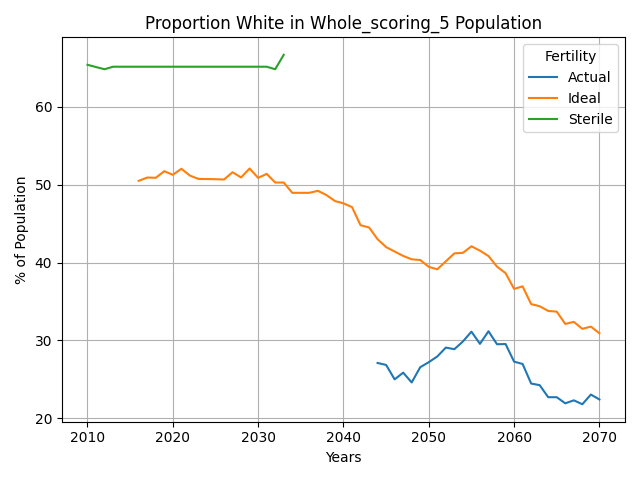 Proportion White in Whole_scoring_5 Population
Fertility
Actual
Ideal
Sterile
% of Population
60
50
40
30
20
2010 2020 2030 2040 2050 2060 2070
Years